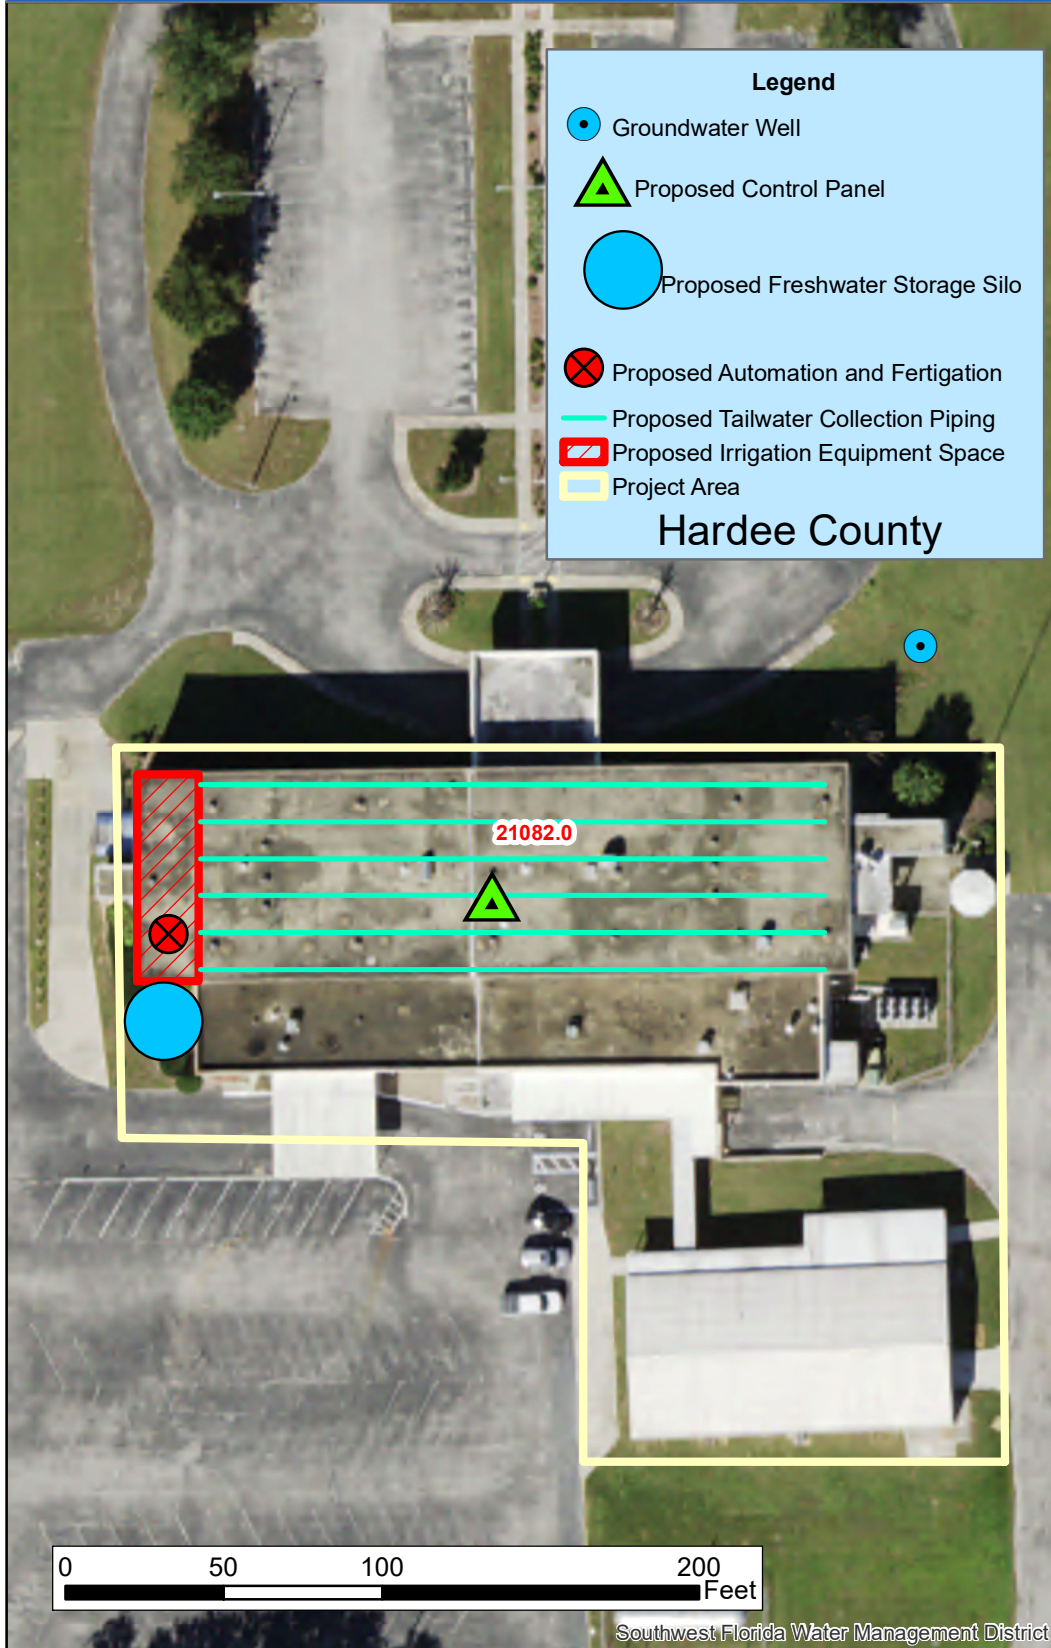 Legend
Groundwater Well
Proposed Control Panel
Proposed Freshwater Storage Silo
Proposed Automation and Fertigation
Proposed Tailwater Collection Piping
Proposed Irrigation Equipment Space
Project Area
Hardee County
21082.0
0 50 100 200
Feet
Southwest Florida Water Management District